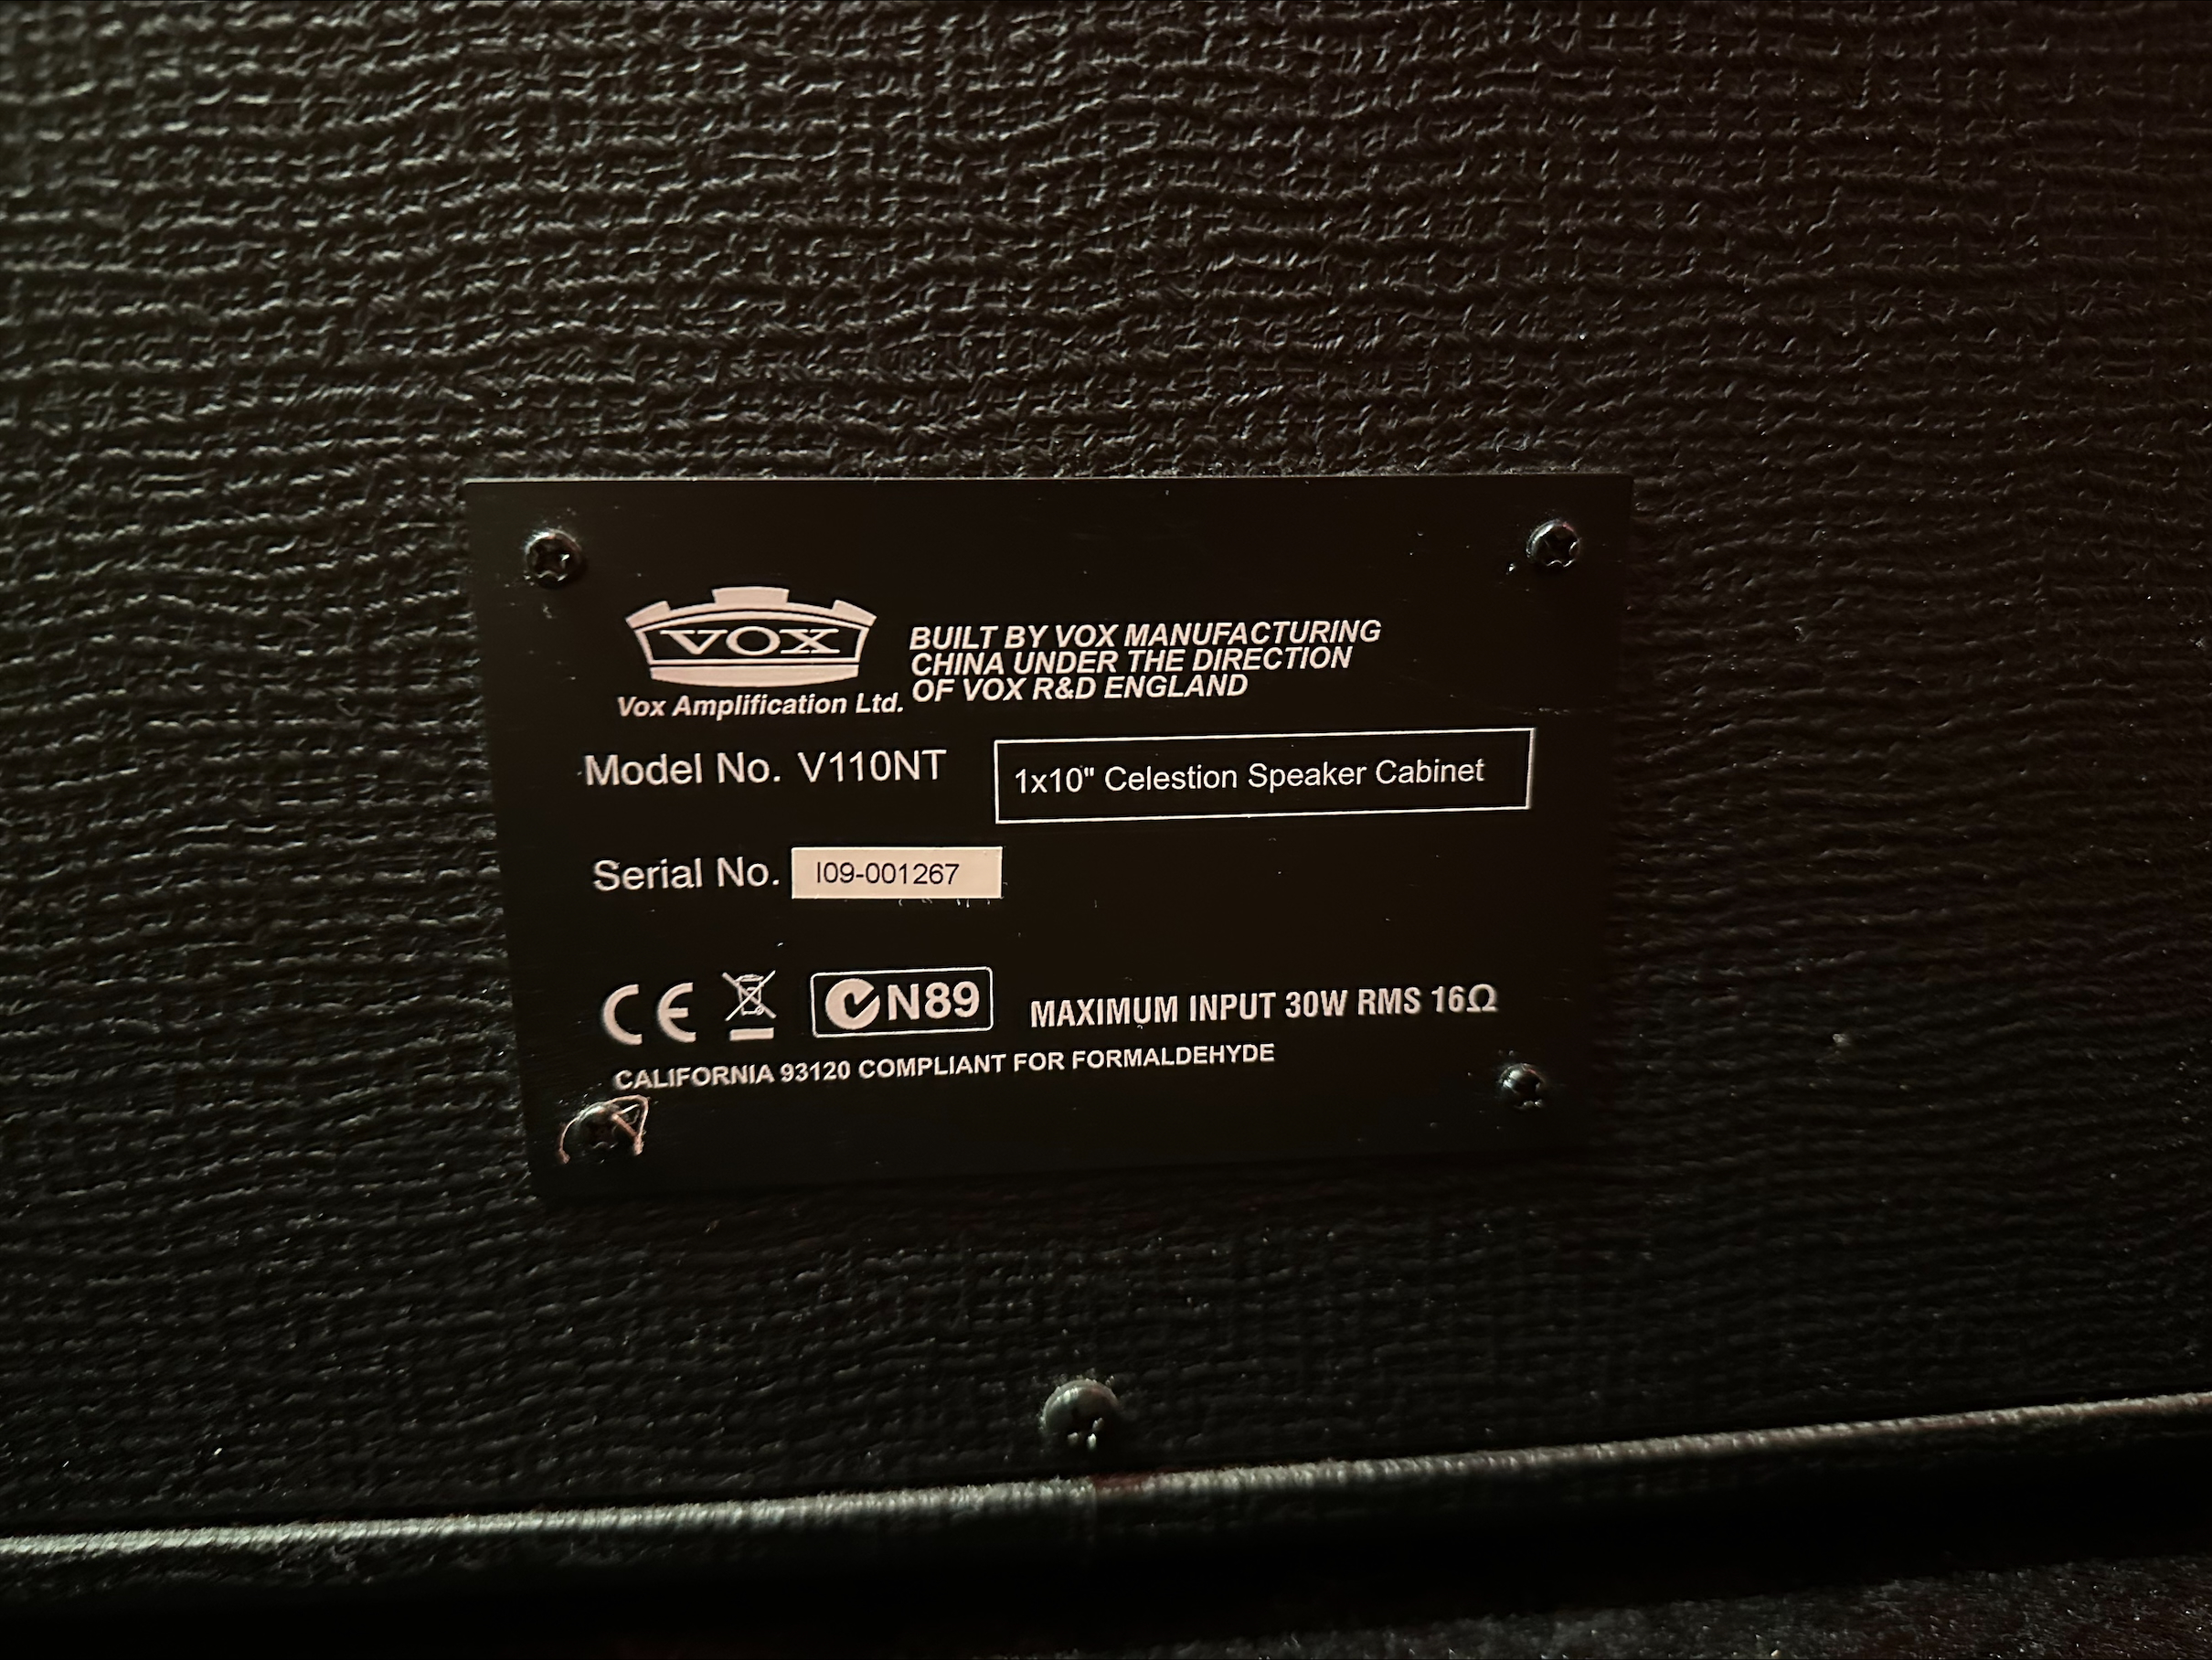 VOX
Vox Amplification Ltd.
BUILT BY VOX MANUFACTURING
CHINA UNDER THE DIRECTION
OF VOX R&D ENGLAND
Model No. V110NT
1x10" Celestion Speaker Cabinet
Serial No. I09-001267
CE N89 MAXIMUM INPUT 30W RMS 16Ω
CALIFORNIA 93120 COMPLIANT FOR FORMALDEHYDE